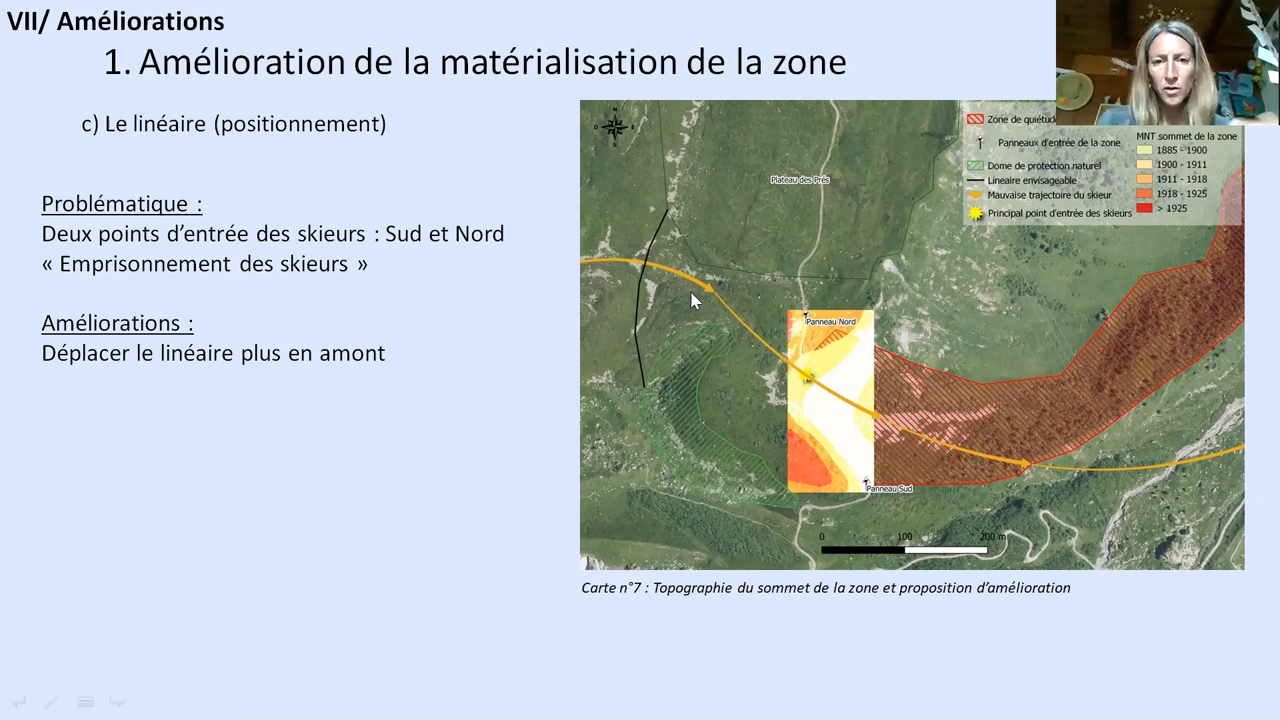 VII/ Améliorations
1. Amélioration de la matérialisation de la zone
c) Le linéaire (positionnement)
Problématique :
Deux points d’entrée des skieurs : Sud et Nord
« Emprisonnement des skieurs »
Améliorations :
Déplacer le linéaire plus en amont
N
O
E
S
Plateau des Prés
Zone de quiétude
Panneaux d'entrée de la zone
Dome de protection naturel
Lineaire envisageable
Mauvaise trajectoire du skieur
Principal point d'entrée des skieurs
MNT sommet de la zone
1885 - 1900
1900 - 1911
1911 - 1918
1918 - 1925
> 1925
Panneau Nord
Panneau Sud
0 100 200 m
Carte n°7 : Topographie du sommet de la zone et proposition d’amélioration